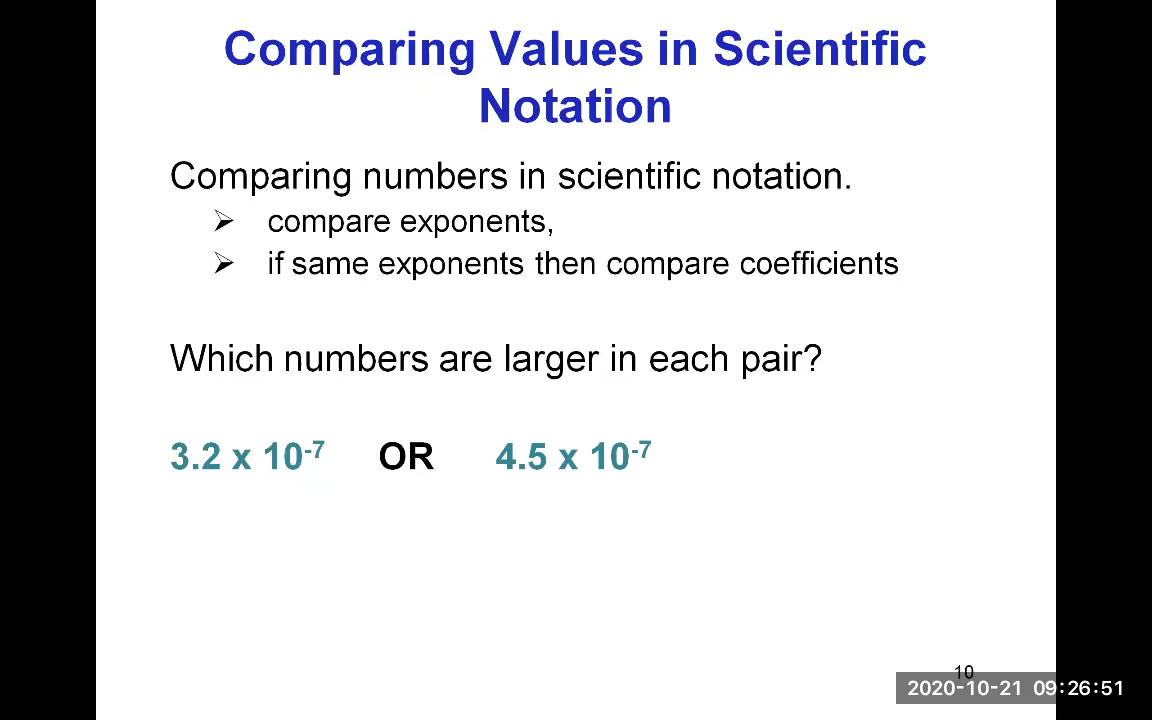 Comparing Values in Scientific
Notation
Comparing numbers in scientific notation.
➢ compare exponents,
➢ if same exponents then compare coefficients
Which numbers are larger in each pair?
3.2 x 10⁻⁷ OR 4.5 x 10⁻⁷
10
2020-10-21 09:26:51